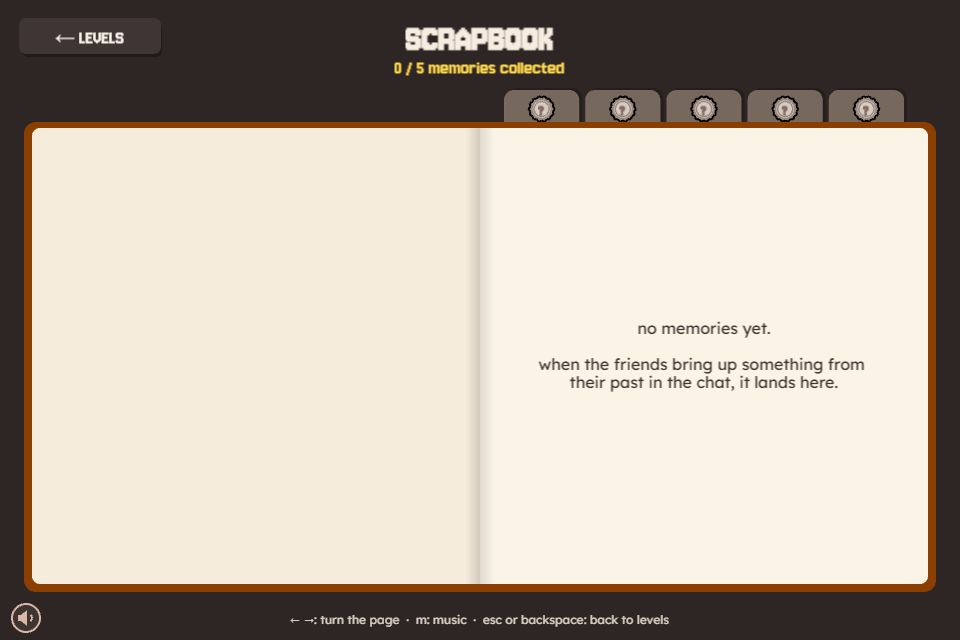 ← LEVELS
SCRAPBOOK
0 / 5 memories collected
? ? ? ? ?
no memories yet.
when the friends bring up something from
their past in the chat, it lands here.
← →: turn the page · m: music · esc or backspace: back to levels